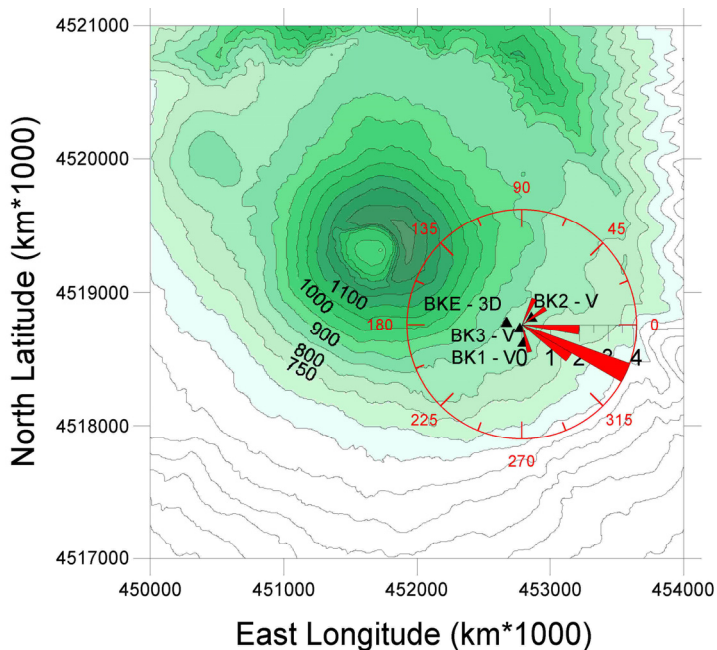 4521000
4520000
4519000
4518000
4517000
North Latitude (km*1000)
90
135
45
180
0
225
315
270
1100
1000
900
800
750
BKE - 3D
BK2 - V
BK3 - V
BK1 - V
0 1 2 3 4
450000 451000 452000 453000 454000
East Longitude (km*1000)